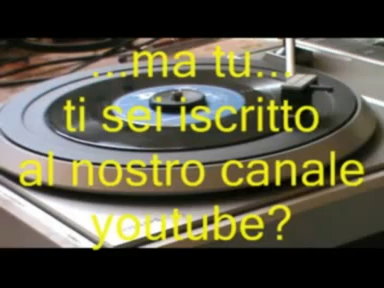 ...ma tu...
ti sei iscritto
al nostro canale
youtube?